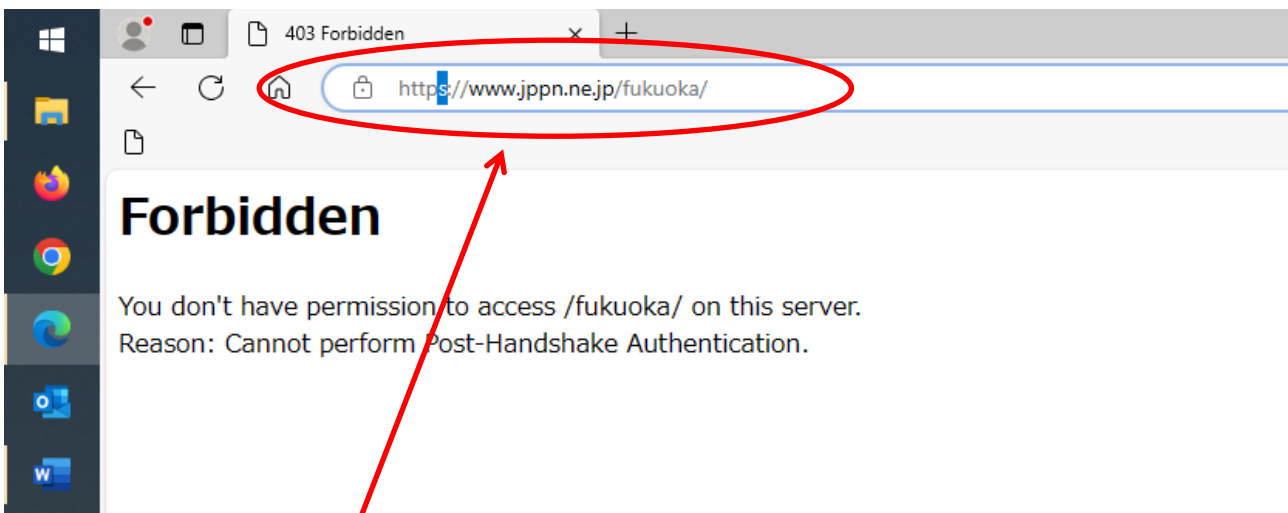 403 Forbidden
https://www.jppn.ne.jp/fukuoka/
Forbidden
You don't have permission to access /fukuoka/ on this server.
Reason: Cannot perform Post-Handshake Authentication.